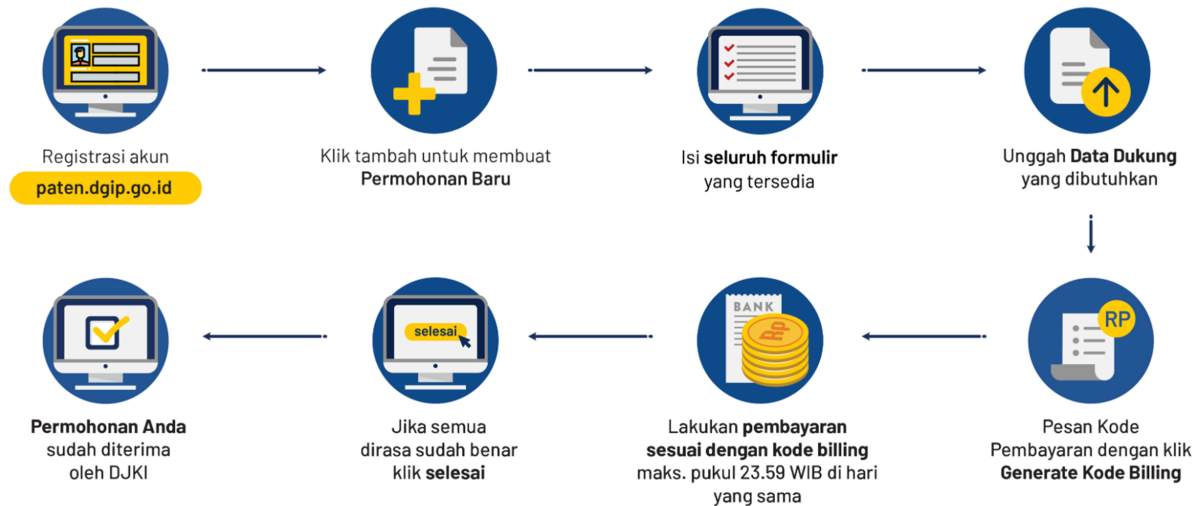 Registrasi akun
paten.dgip.go.id
Klik tambah untuk membuat
Permohonan Baru
Isi seluruh formulir
yang tersedia
Unggah Data Dukung
yang dibutuhkan
RP
Pesan Kode
Pembayaran dengan klik
Generate Kode Billing
BANK
Rp
Lakukan pembayaran
sesuai dengan kode billing
maks. pukul 23.59 WIB di hari
yang sama
selesai
Jika semua
dirasa sudah benar
klik selesai
Permohonan Anda
sudah diterima
oleh DJKI